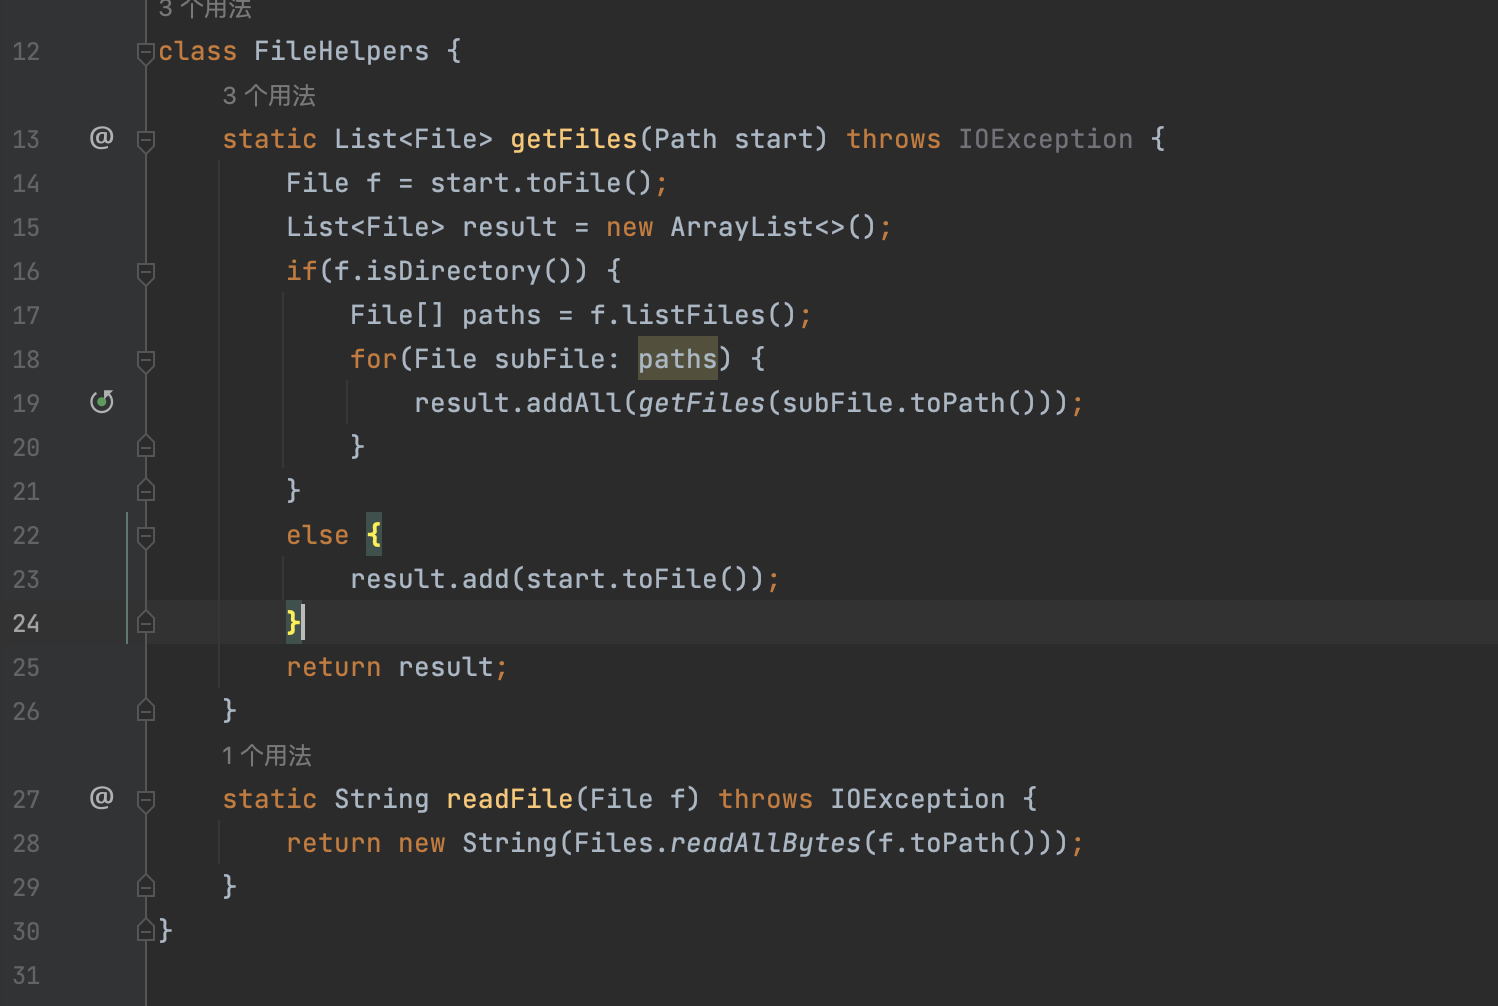 3 个用法
12 class FileHelpers {
3 个用法
13 @ static List<File> getFiles(Path start) throws IOException {
14 File f = start.toFile();
15 List<File> result = new ArrayList<>();
16 if(f.isDirectory()) {
17 File[] paths = f.listFiles();
18 for(File subFile: paths) {
19 result.addAll(getFiles(subFile.toPath()));
20 }
21 }
22 else {
23 result.add(start.toFile());
24 }
25 return result;
26 }
1 个用法
27 @ static String readFile(File f) throws IOException {
28 return new String(Files.readAllBytes(f.toPath()));
29 }
30 }
31